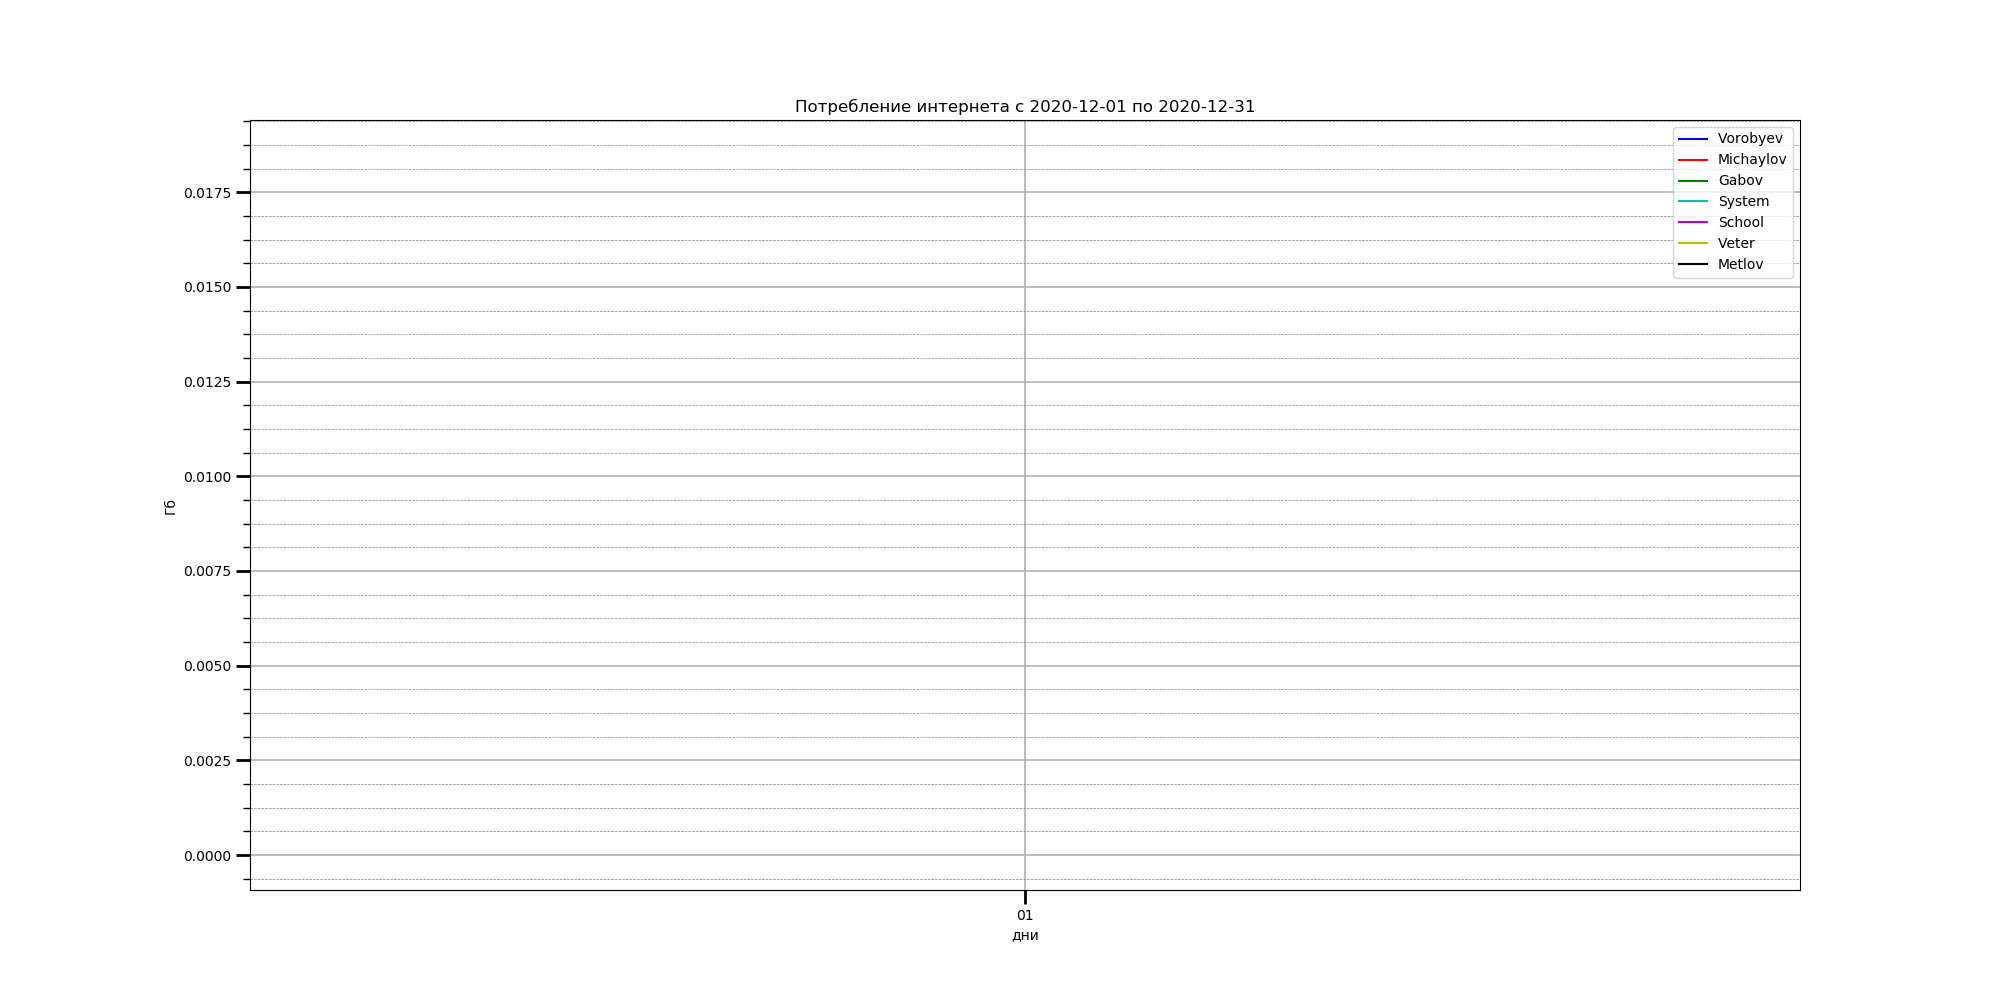 Потребление интернета с 2020-12-01 по 2020-12-31
Vorobyev
Michaylov
Gabov
System
School
Veter
Metlov
0.0175
0.0150
0.0125
0.0100
0.0075
0.0050
0.0025
0.0000
Гб
01
дни